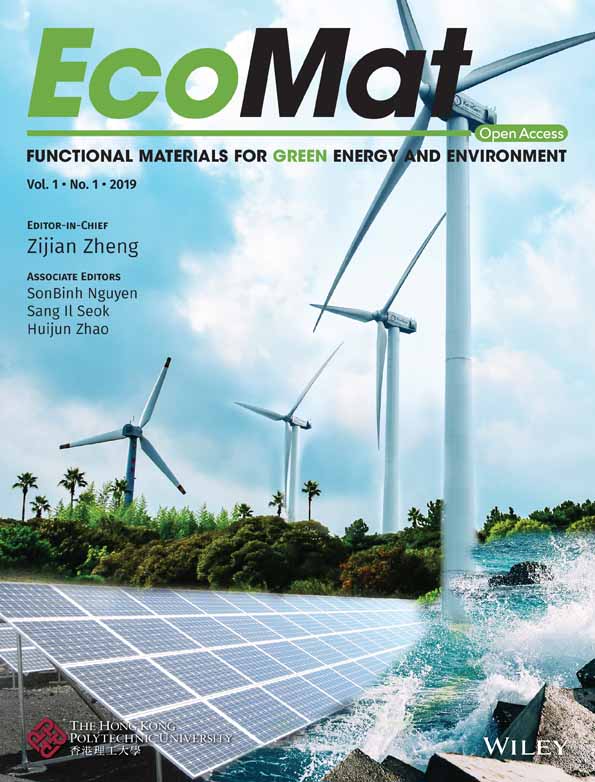 EcoMat
Open Access
FUNCTIONAL MATERIALS FOR GREEN ENERGY AND ENVIRONMENT
Vol. 1 • No. 1 • 2019
EDITOR-IN-CHIEF
Zijian Zheng
ASSOCIATE EDITORS
SonBinh Nguyen
Sang Il Seok
Huijun Zhao
THE HONG KONG
POLYTECHNIC UNIVERSITY
香港理工大學
WILEY